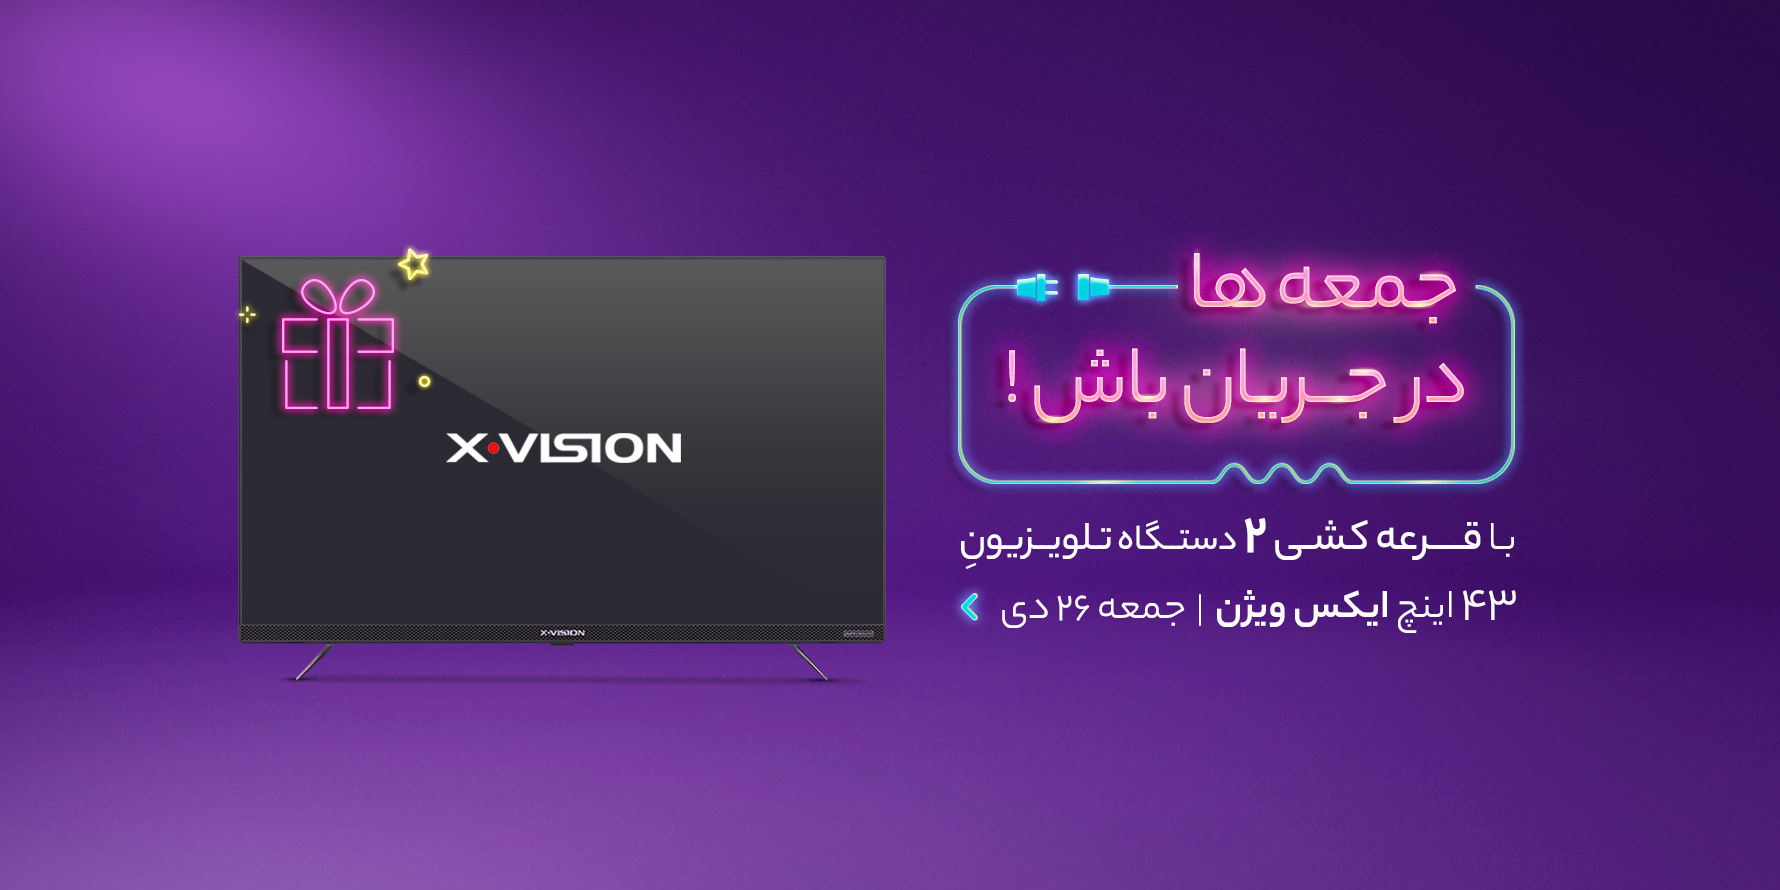 جمعه ها
در جریان باش!
با قرعه کشی ۲ دستگاه تلویزیونِ
۴۳ اینچ ایکس ویژن | جمعه ۲۶ دی
X.VISION
X.VISION